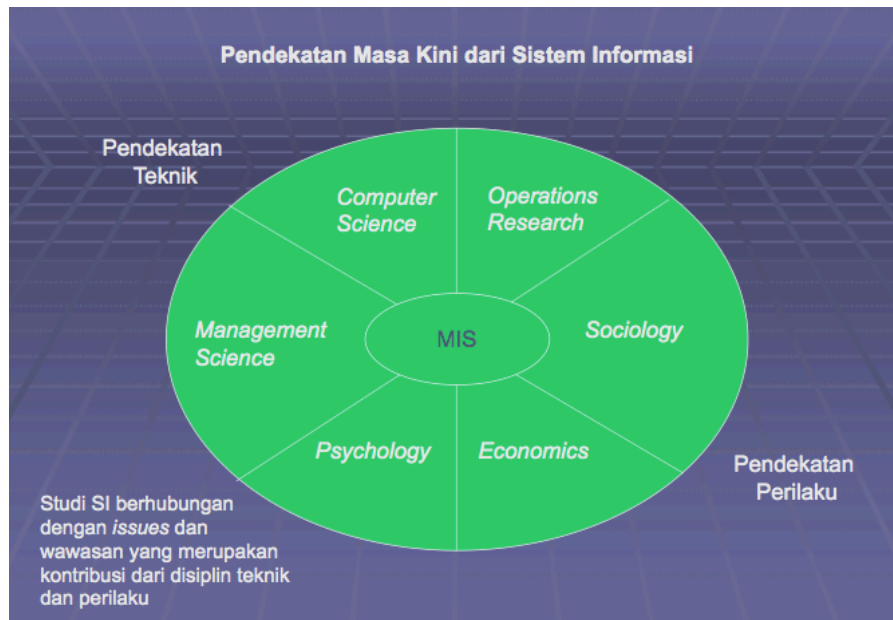 Pendekatan Masa Kini dari Sistem Informasi
Pendekatan
Teknik
Computer
Science
Operations
Research
Management
Science
MIS
Sociology
Psychology
Economics
Pendekatan
Perilaku
Studi SI berhubungan
dengan issues dan
wawasan yang merupakan
kontribusi dari disiplin teknik
dan perilaku